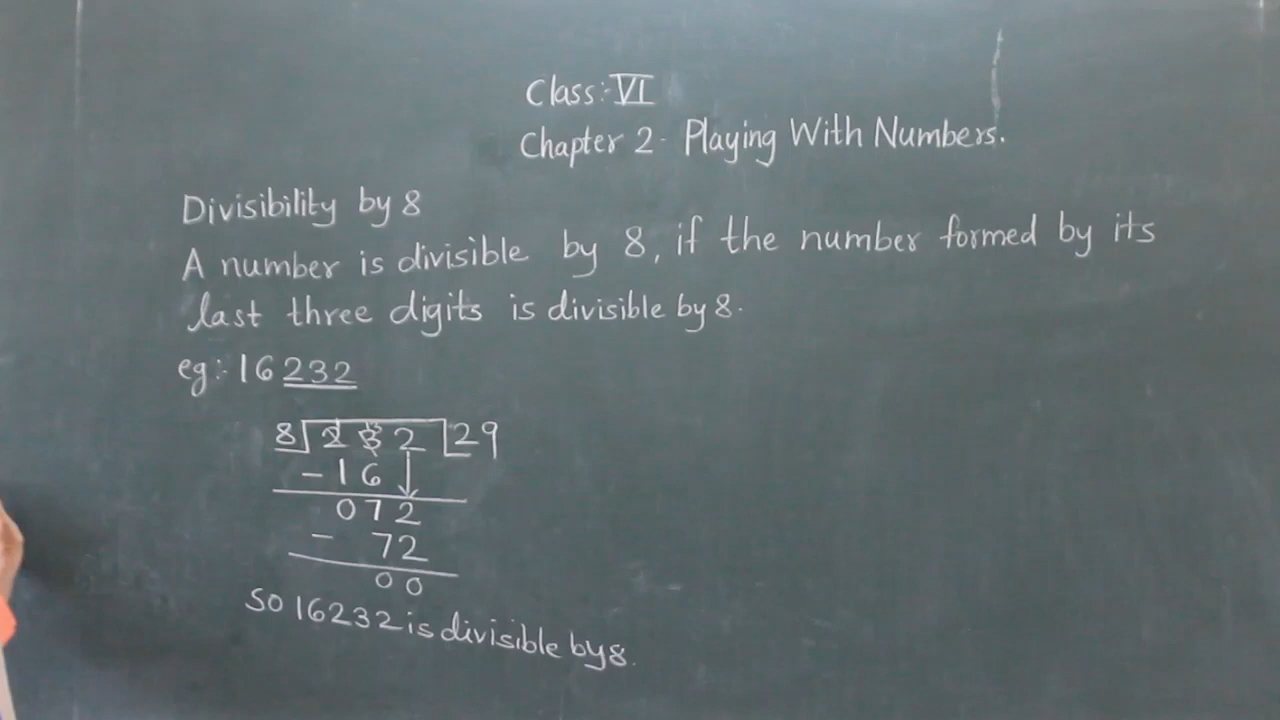 Class:- VI
Chapter 2- Playing With Numbers.
Divisibility by 8
A number is divisible by 8, if the number formed by its
last three digits is divisible by 8.
eg:- 16232
8 232 29
-16
072
- 72
00
So 16232 is divisible by 8.